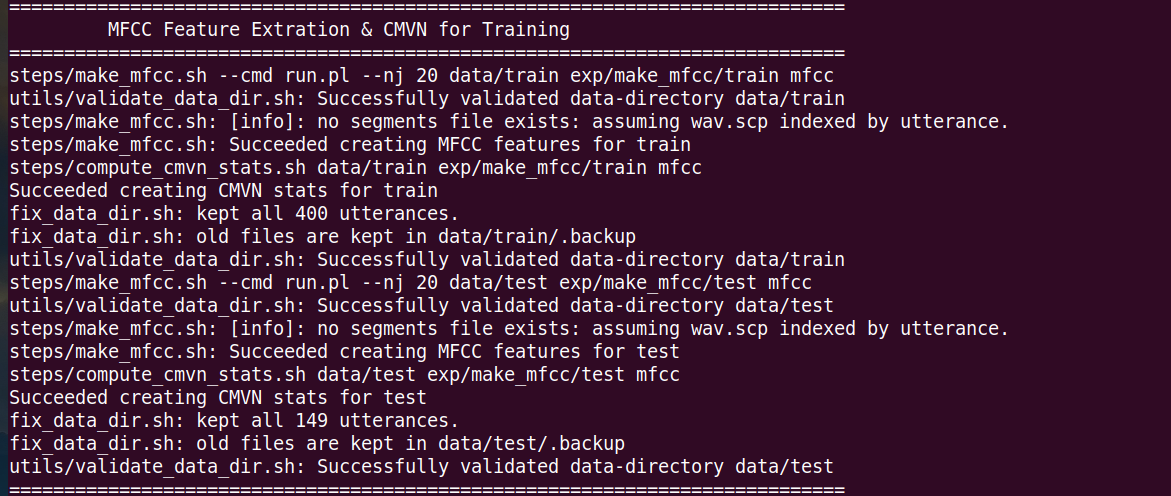 =============================================================================
MFCC Feature Extration & CMVN for Training
=============================================================================
steps/make_mfcc.sh --cmd run.pl --nj 20 data/train exp/make_mfcc/train mfcc
utils/validate_data_dir.sh: Successfully validated data-directory data/train
steps/make_mfcc.sh: [info]: no segments file exists: assuming wav.scp indexed by utterance.
steps/make_mfcc.sh: Succeeded creating MFCC features for train
steps/compute_cmvn_stats.sh data/train exp/make_mfcc/train mfcc
Succeeded creating CMVN stats for train
fix_data_dir.sh: kept all 400 utterances.
fix_data_dir.sh: old files are kept in data/train/.backup
utils/validate_data_dir.sh: Successfully validated data-directory data/train
steps/make_mfcc.sh --cmd run.pl --nj 20 data/test exp/make_mfcc/test mfcc
utils/validate_data_dir.sh: Successfully validated data-directory data/test
steps/make_mfcc.sh: [info]: no segments file exists: assuming wav.scp indexed by utterance.
steps/make_mfcc.sh: Succeeded creating MFCC features for test
steps/compute_cmvn_stats.sh data/test exp/make_mfcc/test mfcc
Succeeded creating CMVN stats for test
fix_data_dir.sh: kept all 149 utterances.
fix_data_dir.sh: old files are kept in data/test/.backup
utils/validate_data_dir.sh: Successfully validated data-directory data/test
=============================================================================